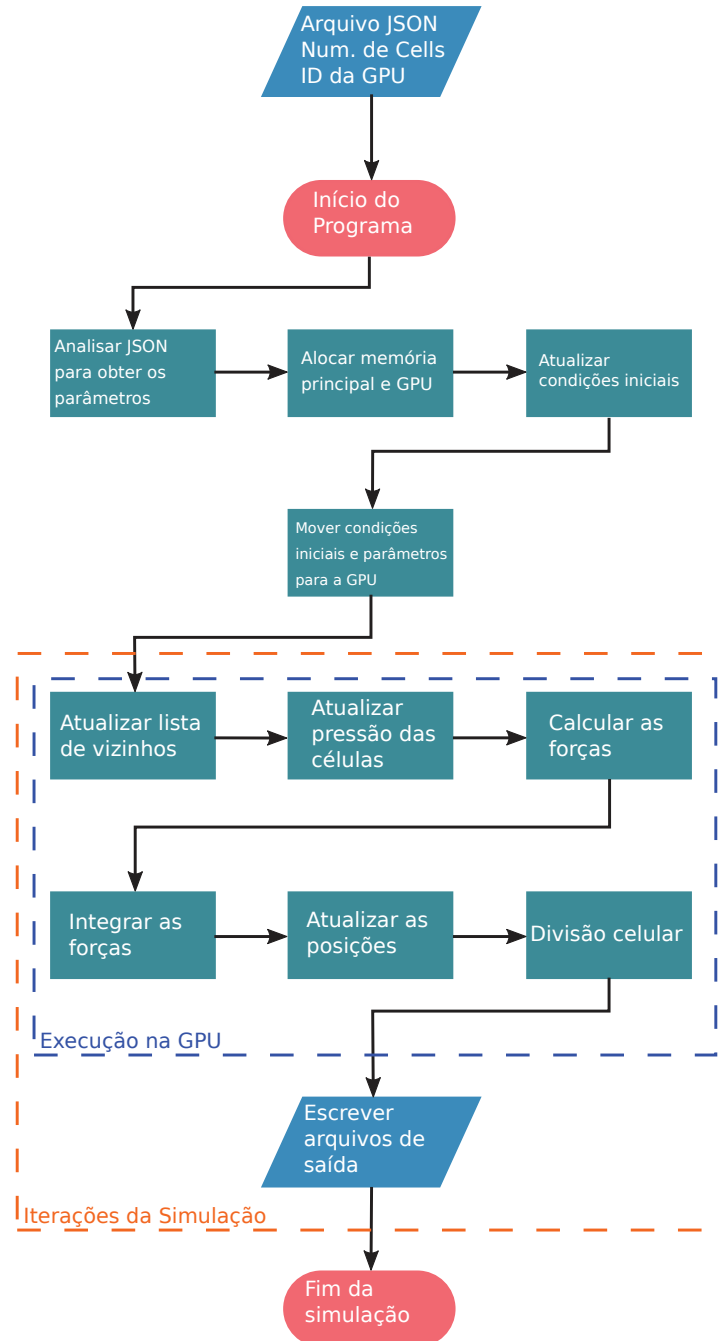 Arquivo JSON
Num. de Cells
ID da GPU
Início do
Programa
Analisar JSON
para obter os
parâmetros
Alocar memória
principal e GPU
Atualizar
condições iniciais
Mover condições
iniciais e parâmetros
para a GPU
Atualizar lista
de vizinhos
Atualizar
pressão das
células
Calcular as
forças
Integrar as
forças
Atualizar as
posições
Divisão celular
Execução na GPU
Escrever
arquivos de
saída
Iterações da Simulação
Fim da
simulação